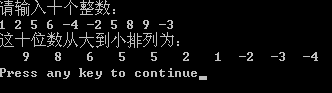 请输入十个整数:
1 2 5 6 -4 -2 5 8 9 -3
这十位数从大到小排列为:
9 8 6 5 5 2 1 -2 -3 -4
Press any key to continue